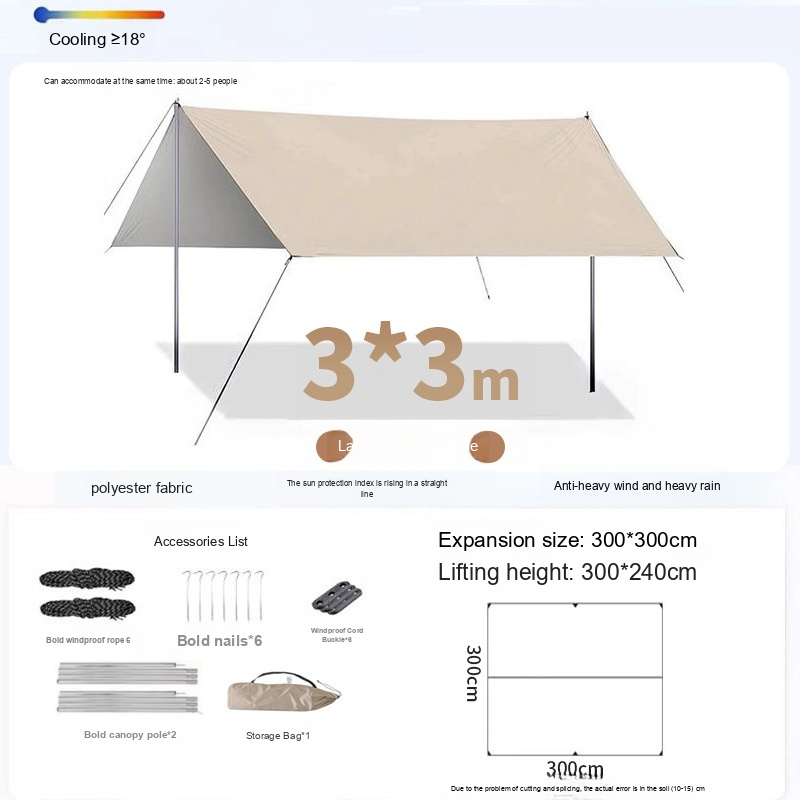 Cooling ≥18°
Can accommodate at the same time: about 2-5 people
3*3m
La
e
polyester fabric
The sun protection index is rising in a straight
line
Anti-heavy wind and heavy rain
Accessories List
Bold windproof rope 6
Bold nails*6
Windproof Cord
Buckle*6
Bold canopy pole*2
Storage Bag*1
Expansion size: 300*300cm
Lifting height: 300*240cm
300cm
300cm
Due to the problem of cutting and splicing, the actual error is in the soil (10-15) cm